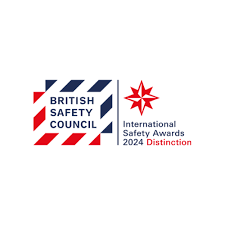 BRITISH
SAFETY
COUNCIL
International
Safety Awards
2024 Distinction